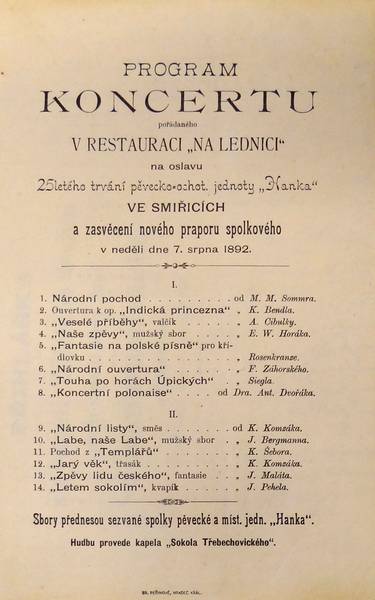 PROGRAM
KONCERTU
pořádaného
V RESTAURACI „NA LEDNICI“
na oslavu
25letého trvání pěvecko-ochot. jednoty „Hanka“
VE SMIŘICÍCH
a zasvěcení nového praporu spolkového
v neděli dne 7. srpna 1892.
I.
1. Národní pochod . . . . . . . . . od M. M. Sommra.
2. Ouvertura k op. „Indická princezna“ „ K. Bendla.
3. „Veselé příběhy“, valčík . . . . . „ A. Cibulky.
4. „Naše zpěvy“, mužský sbor . . . . „ E. W. Horáka.
5. „Fantasie na polské písně“ pro kří-
dlovku . . . . . . . . . . . . „ Rosenkranze.
6. „Národní ouvertura“ . . . . . . „ F. Záhorského.
7. „Touha po horách Úpických“ . . . „ Siegla.
8. „Koncertní polonaise“ . . . od Dra. Ant. Dvořáka.
II.
9. „Národní listy“, směs . . . . . od K. Komzáka.
10. „Labe, naše Labe“, mužský sbor . „ J. Bergmanna.
11. Pochod z „Templářů“ . . . . . „ K. Šebora.
12. „Jarý věk“, třasák . . . . . . „ K. Komzáka.
13. „Zpěvy lidu českého“, fantasie . . „ J. Maláta.
14. „Letem sokolím“, kvapík . . . . „ J. Pehela.
Sbory přednesou sezvané spolky pěvecké a míst. jedn. „Hanka“.
Hudbu provede kapela „Sokola Třebechovického“.